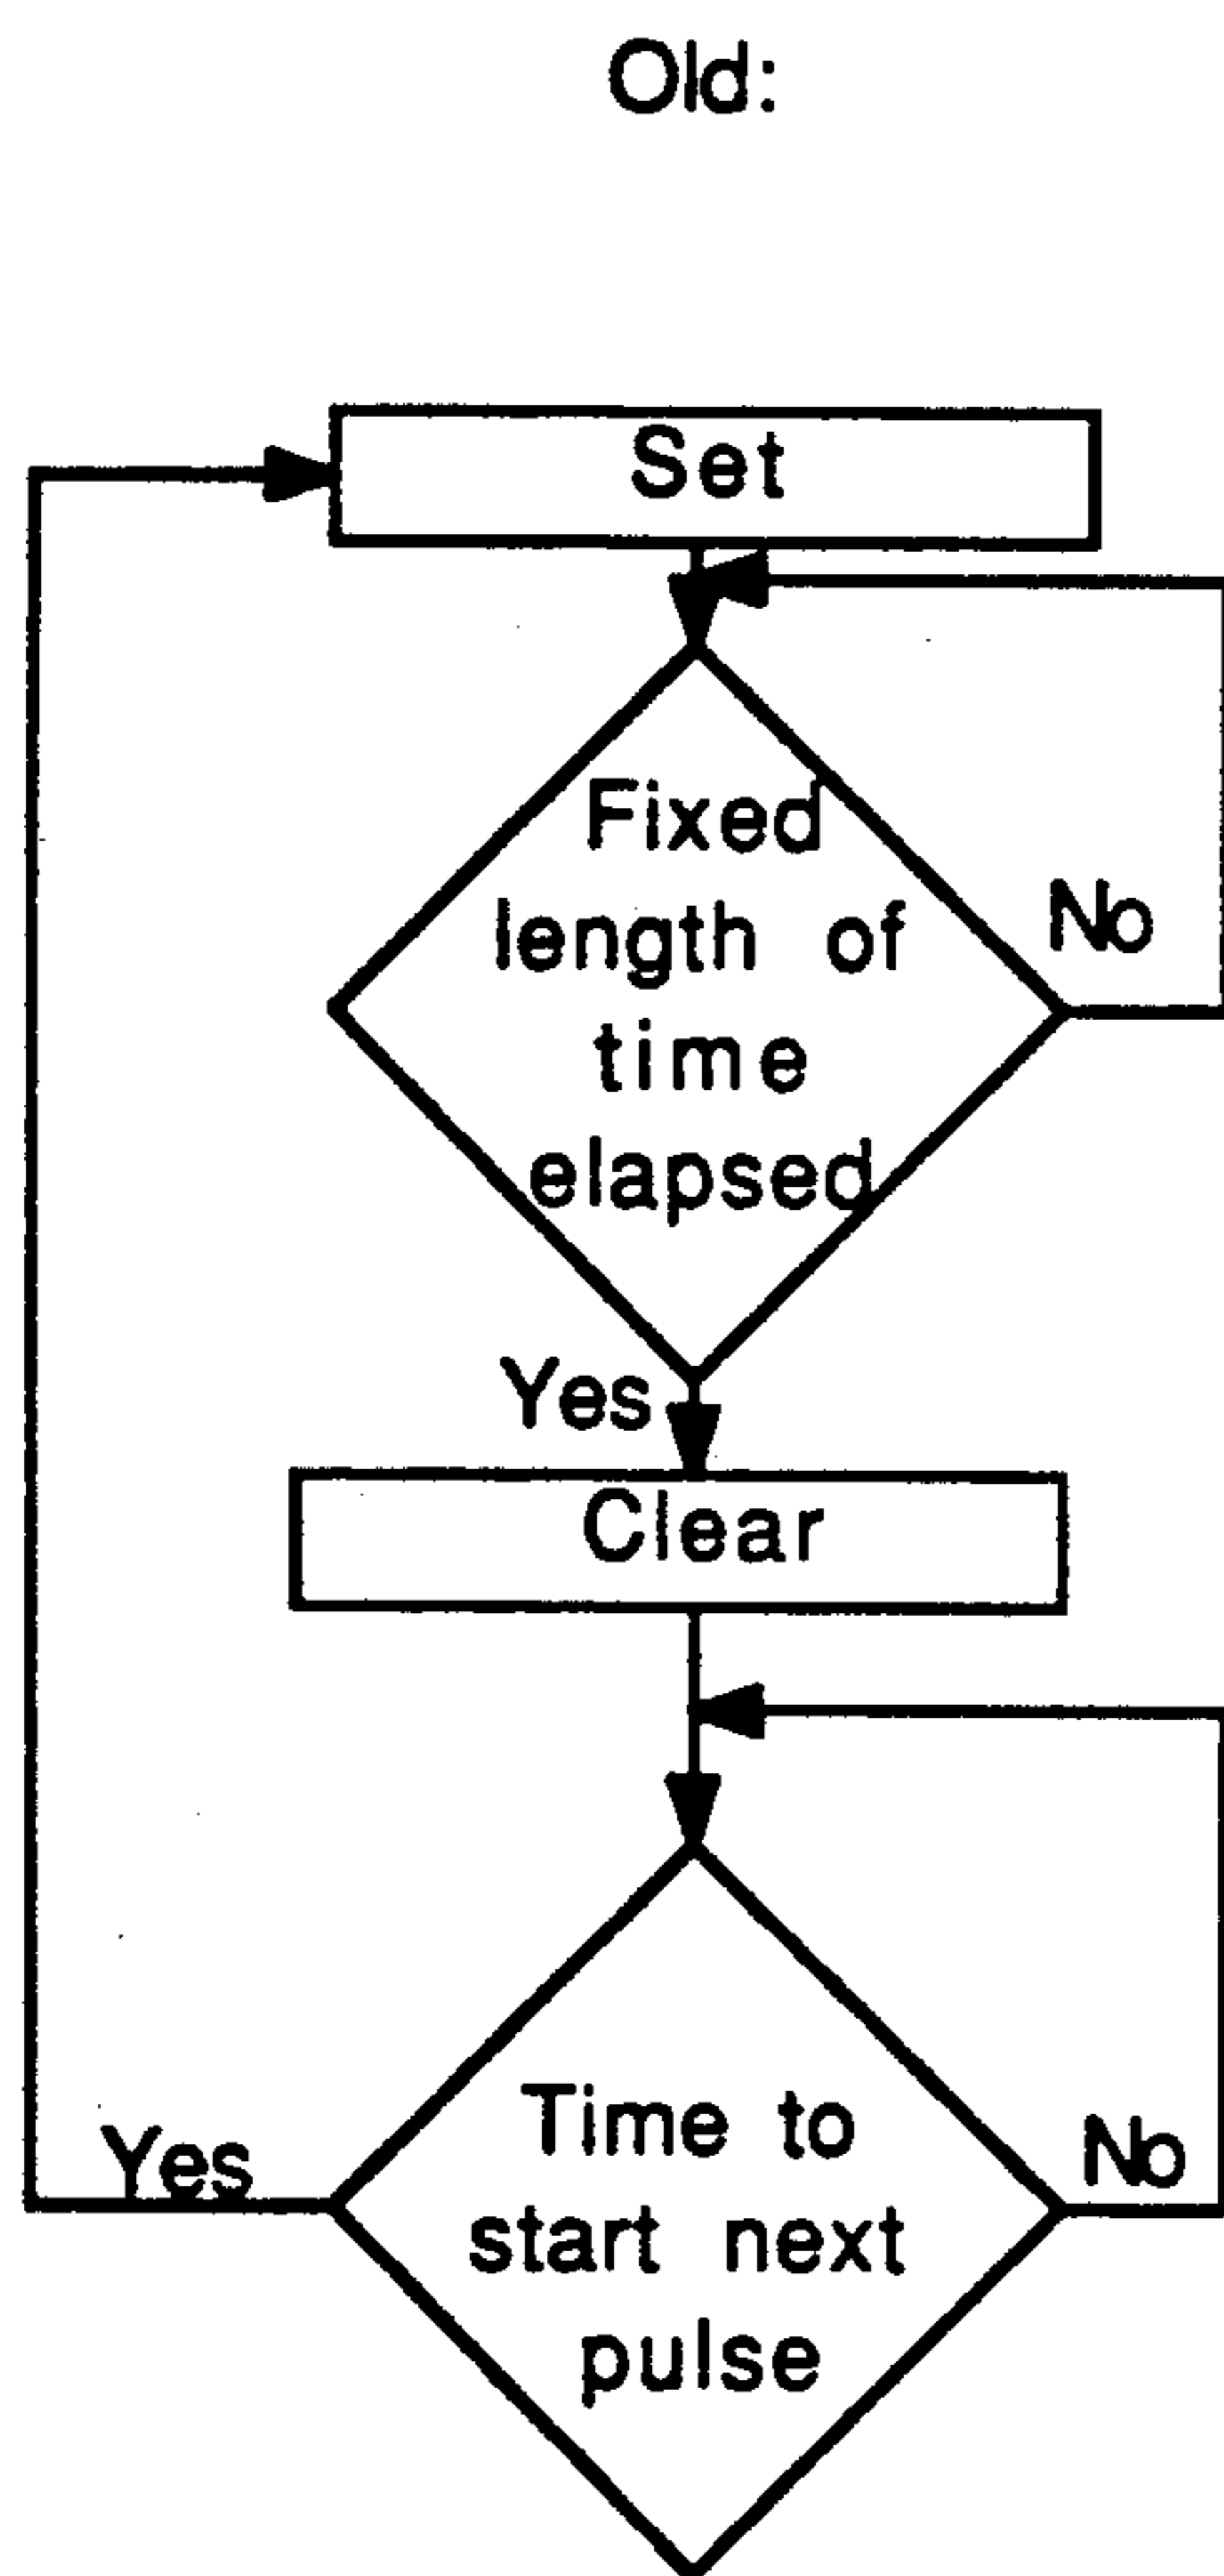 Old:
Set
Fixed
length of
time
elapsed
No
Yes
Clear
Time to
start next
pulse
Yes
No